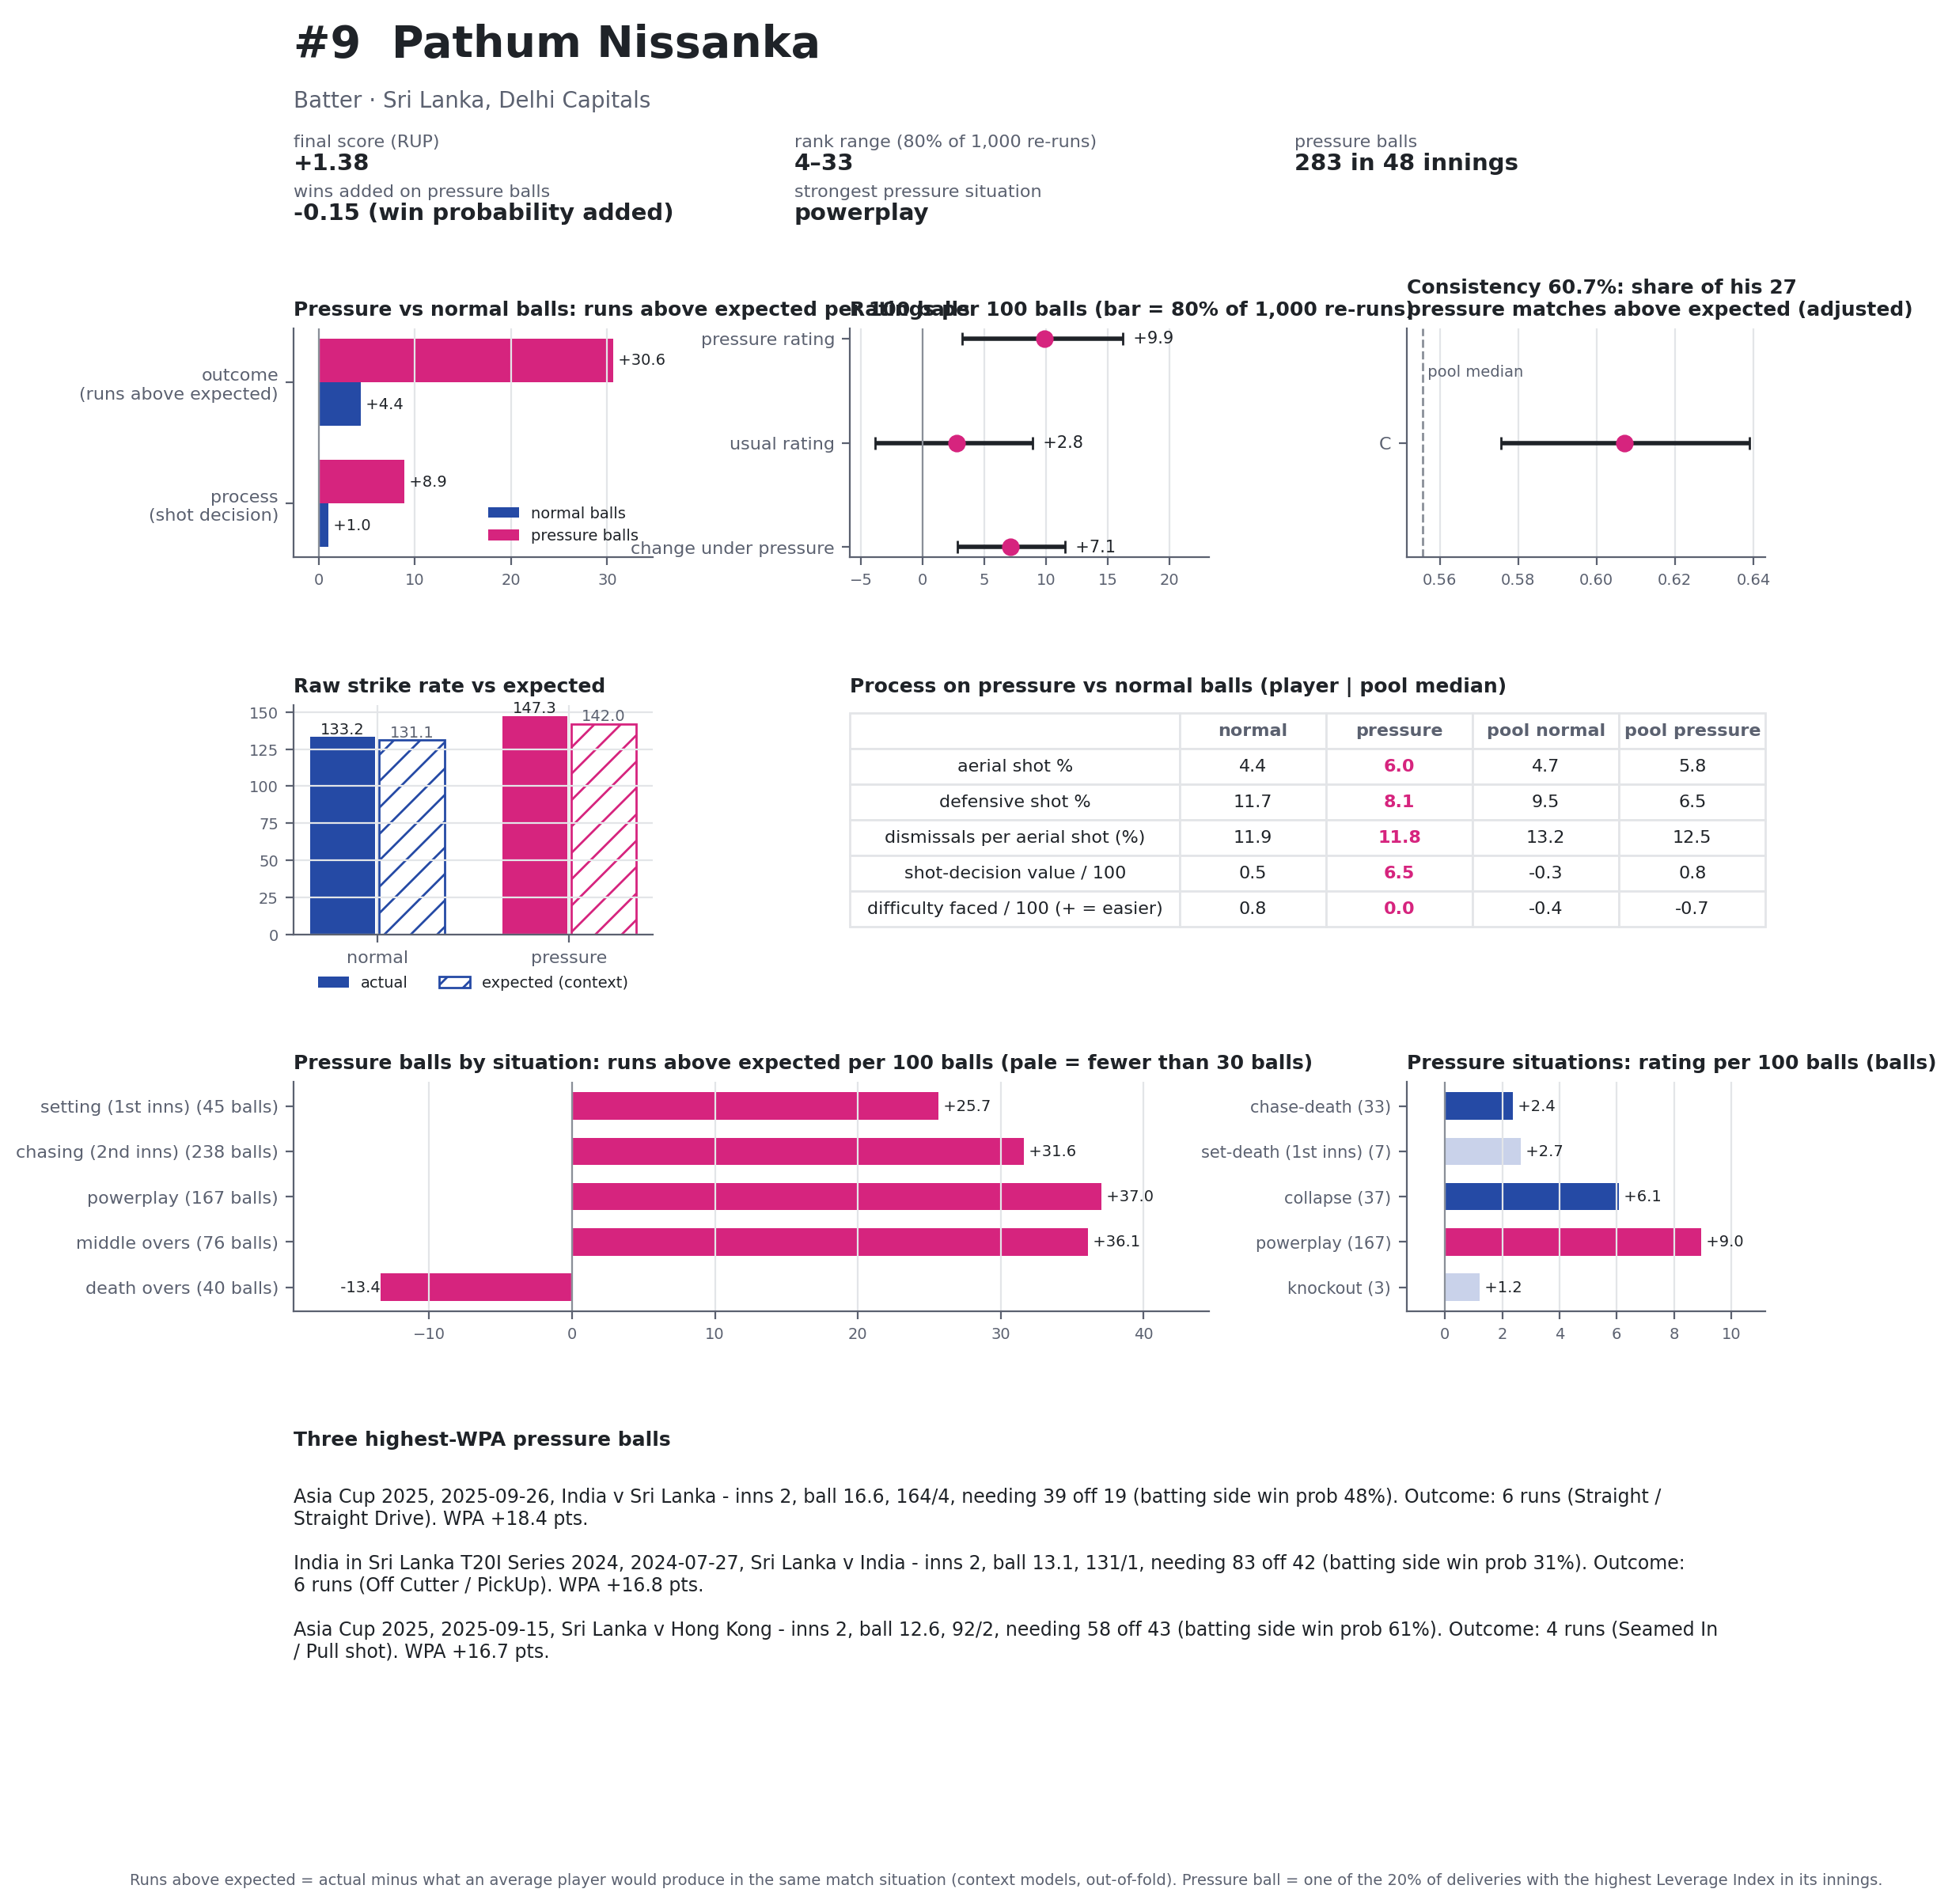 #9  Pathum Nissanka
Batter · Sri Lanka, Delhi Capitals
final score (RUP)
+1.38
rank range (80% of 1,000 re-runs)
4–33
pressure balls
283 in 48 innings
wins added on pressure balls
-0.15 (win probability added)
strongest pressure situation
powerplay
Pressure vs normal balls: runs above expected per 100 balls
outcome
(runs above expected)
+30.6
+4.4
process
(shot decision)
+8.9
+1.0
normal balls
pressure balls
0
10
20
30
Ratings per 100 balls (bar = 80% of 1,000 re-runs)
pressure rating
+9.9
usual rating
+2.8
change under pressure
+7.1
−5
0
5
10
15
20
Consistency 60.7%: share of his 27
pressure matches above expected (adjusted)
pool median
C
0.56
0.58
0.60
0.62
0.64
Raw strike rate vs expected
150
125
100
75
50
25
0
133.2
131.1
147.3
142.0
normal
pressure
actual
expected (context)
Process on pressure vs normal balls (player | pool median)
normal pressure pool normal pool pressure
aerial shot % 4.4 6.0 4.7 5.8
defensive shot % 11.7 8.1 9.5 6.5
dismissals per aerial shot (%) 11.9 11.8 13.2 12.5
shot-decision value / 100 0.5 6.5 -0.3 0.8
difficulty faced / 100 (+ = easier) 0.8 0.0 -0.4 -0.7
Pressure balls by situation: runs above expected per 100 balls (pale = fewer than 30 balls)
setting (1st inns) (45 balls) +25.7
chasing (2nd inns) (238 balls) +31.6
powerplay (167 balls) +37.0
middle overs (76 balls) +36.1
death overs (40 balls) -13.4
−10
0
10
20
30
40
Pressure situations: rating per 100 balls (balls)
chase-death (33) +2.4
set-death (1st inns) (7) +2.7
collapse (37) +6.1
powerplay (167) +9.0
knockout (3) +1.2
0
2
4
6
8
10
Three highest-WPA pressure balls
Asia Cup 2025, 2025-09-26, India v Sri Lanka - inns 2, ball 16.6, 164/4, needing 39 off 19 (batting side win prob 48%). Outcome: 6 runs (Straight /
Straight Drive). WPA +18.4 pts.
India in Sri Lanka T20I Series 2024, 2024-07-27, Sri Lanka v India - inns 2, ball 13.1, 131/1, needing 83 off 42 (batting side win prob 31%). Outcome:
6 runs (Off Cutter / PickUp). WPA +16.8 pts.
Asia Cup 2025, 2025-09-15, Sri Lanka v Hong Kong - inns 2, ball 12.6, 92/2, needing 58 off 43 (batting side win prob 61%). Outcome: 4 runs (Seamed In
/ Pull shot). WPA +16.7 pts.
Runs above expected = actual minus what an average player would produce in the same match situation (context models, out-of-fold). Pressure ball = one of the 20% of deliveries with the highest Leverage Index in its innings.